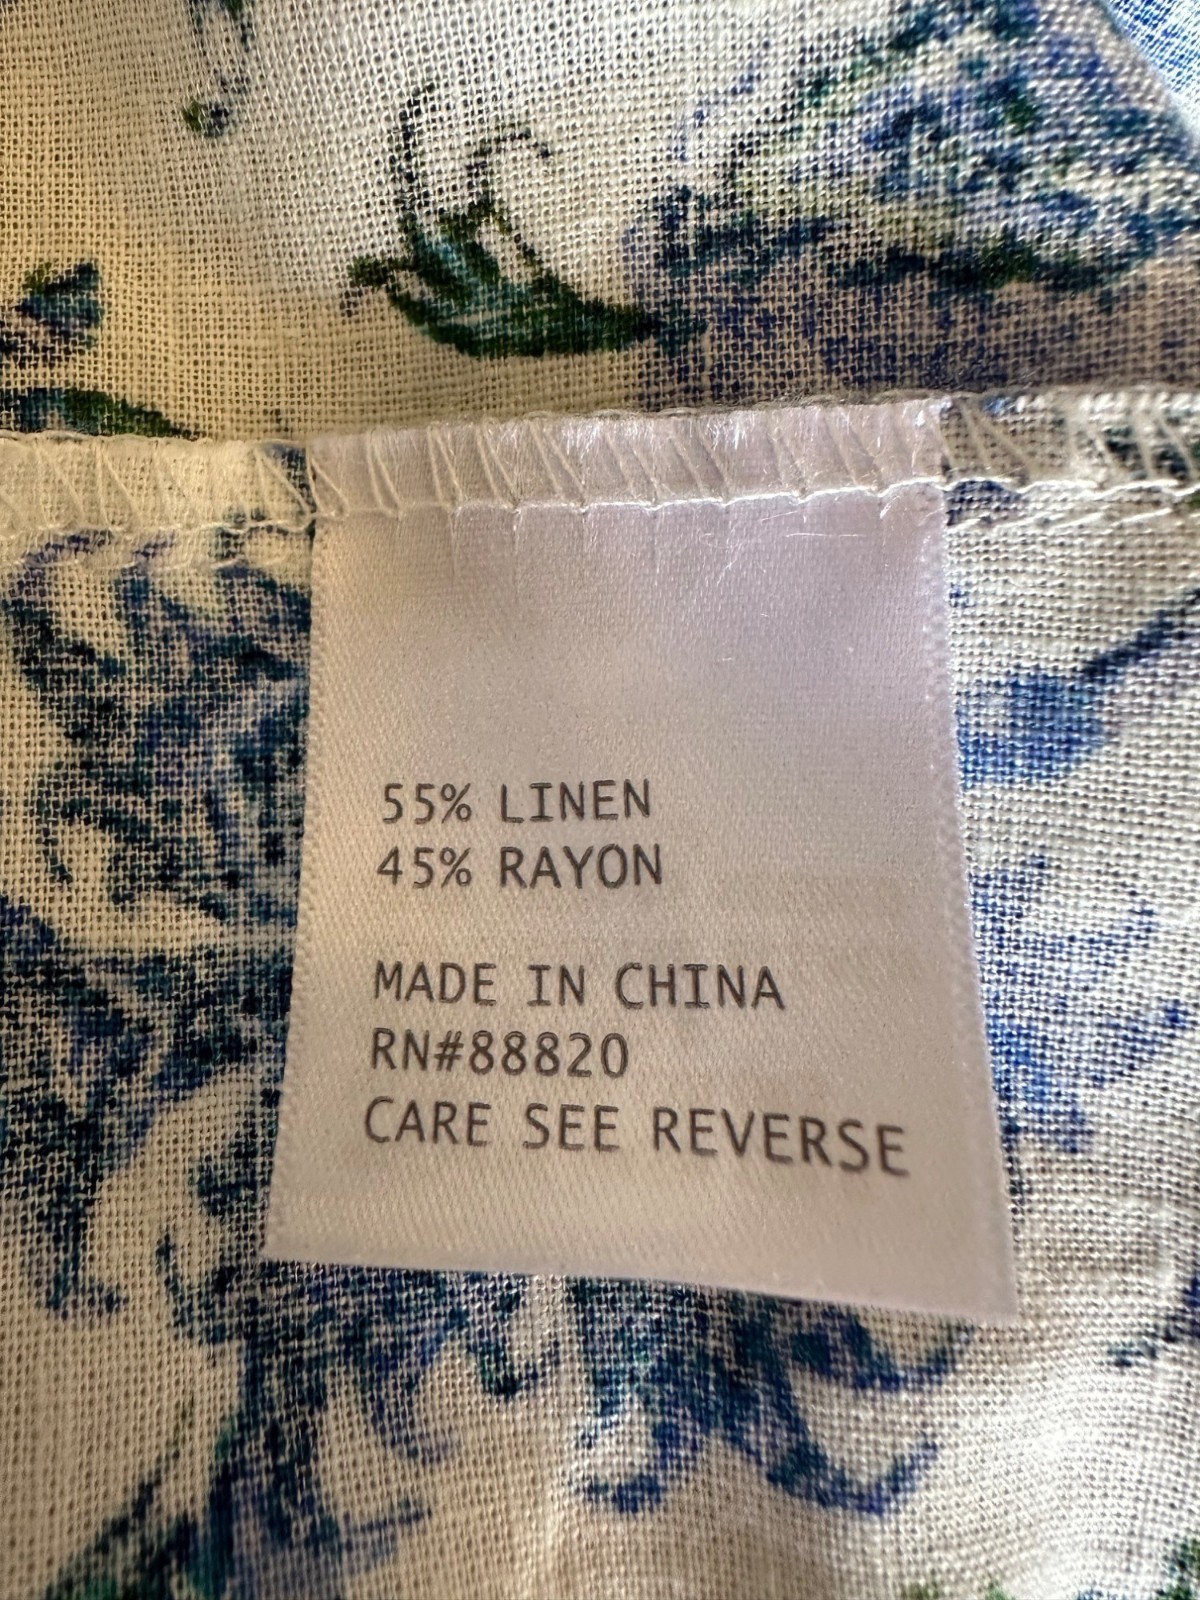 55% LINEN
45% RAYON
MADE IN CHINA
RN#88820
CARE SEE REVERSE